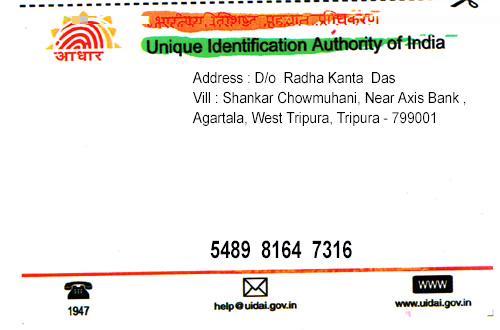 प्राधिकरण
Unique Identification Authority of India
आधार
Address : D/o Radha Kanta Das
Vill : Shankar Chowmuhani, Near Axis Bank ,
Agartala, West Tripura, Tripura - 799001
5489 8164 7316
WWW
1947
help@uidai.gov.in
www.uidai.gov.in